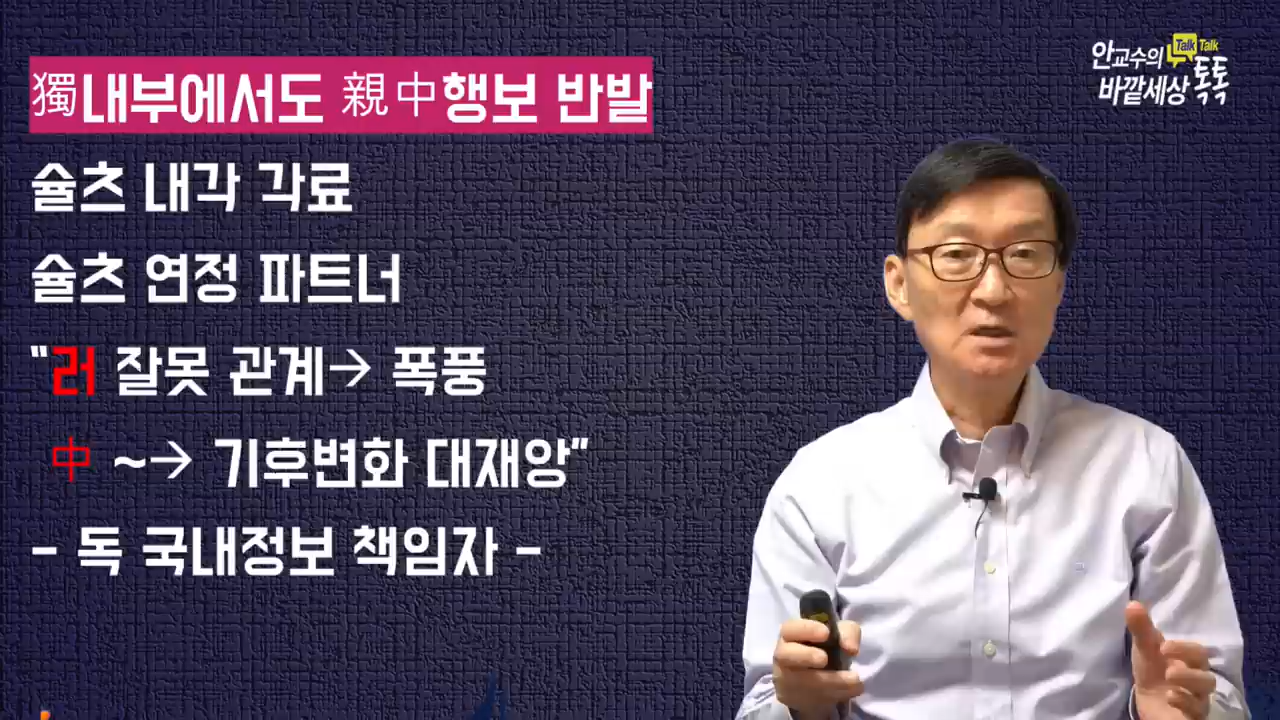 獨내부에서도 親中행보 반발
슐츠 내각 각료
슐츠 연정 파트너
"러 잘못 관계→ 폭풍
中 ~→ 기후변화 대재앙"
- 독 국내정보 책임자 -
안교수의 Talk Talk
바깥세상 톡톡